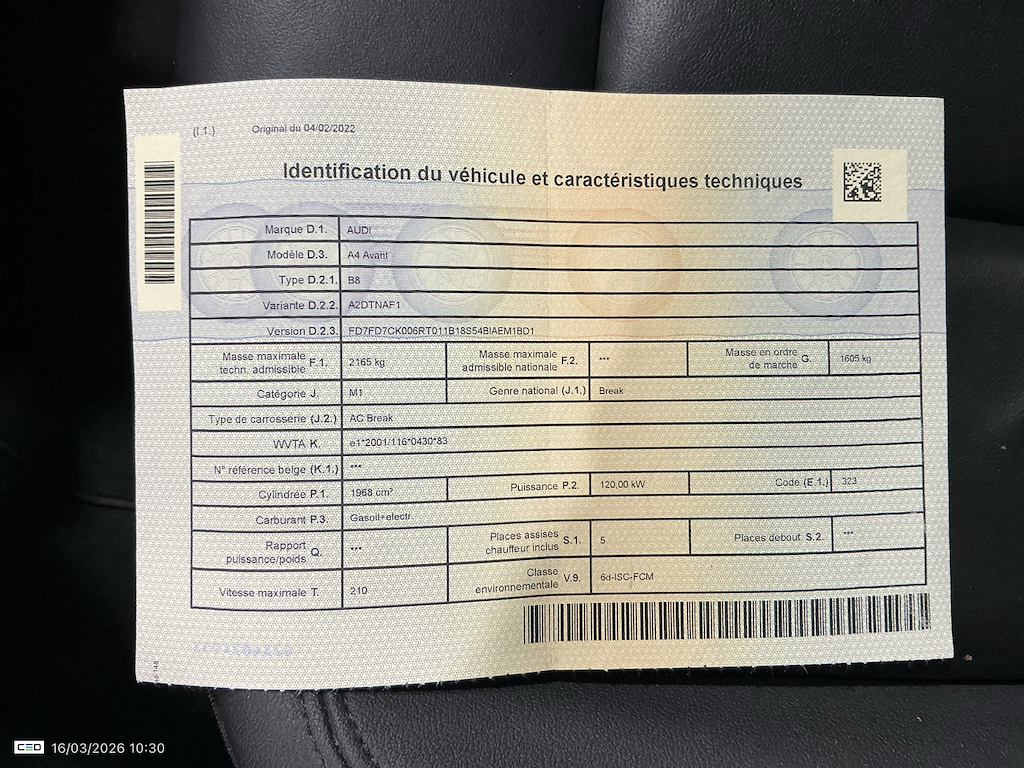 (I.1.) Original du 04/02/2022
Identification du véhicule et caractéristiques techniques
Marque D.1. AUDI
Modèle D.3. A4 Avant
Type D.2.1. B8
Variante D.2.2. A2DTNAF1
Version D.2.3. FD7FD7CK006RT011B18S54BIAEM1BD1
Masse maximale techn. admissible F.1. 2165 kg Masse maximale admissible nationale F.2. *** Masse en ordre de marche G. 1605 kg
Catégorie J. M1 Genre national (J.1.) Break
Type de carrosserie (J.2.) AC Break
WVTA K. e1*2001/116*0430*83
N° référence belge (K.1.) ***
Cylindrée P.1. 1968 cm³ Puissance P.2. 120,00 kW Code (E.1.) 323
Carburant P.3. Gasoil+electr.
Rapport puissance/poids Q. *** Places assises chauffeur inclus S.1. 5 Places debout S.2. ***
Vitesse maximale T. 210 Classe environnementale V.9. 6d-ISC-FCM
CEO 16/03/2026 10:30